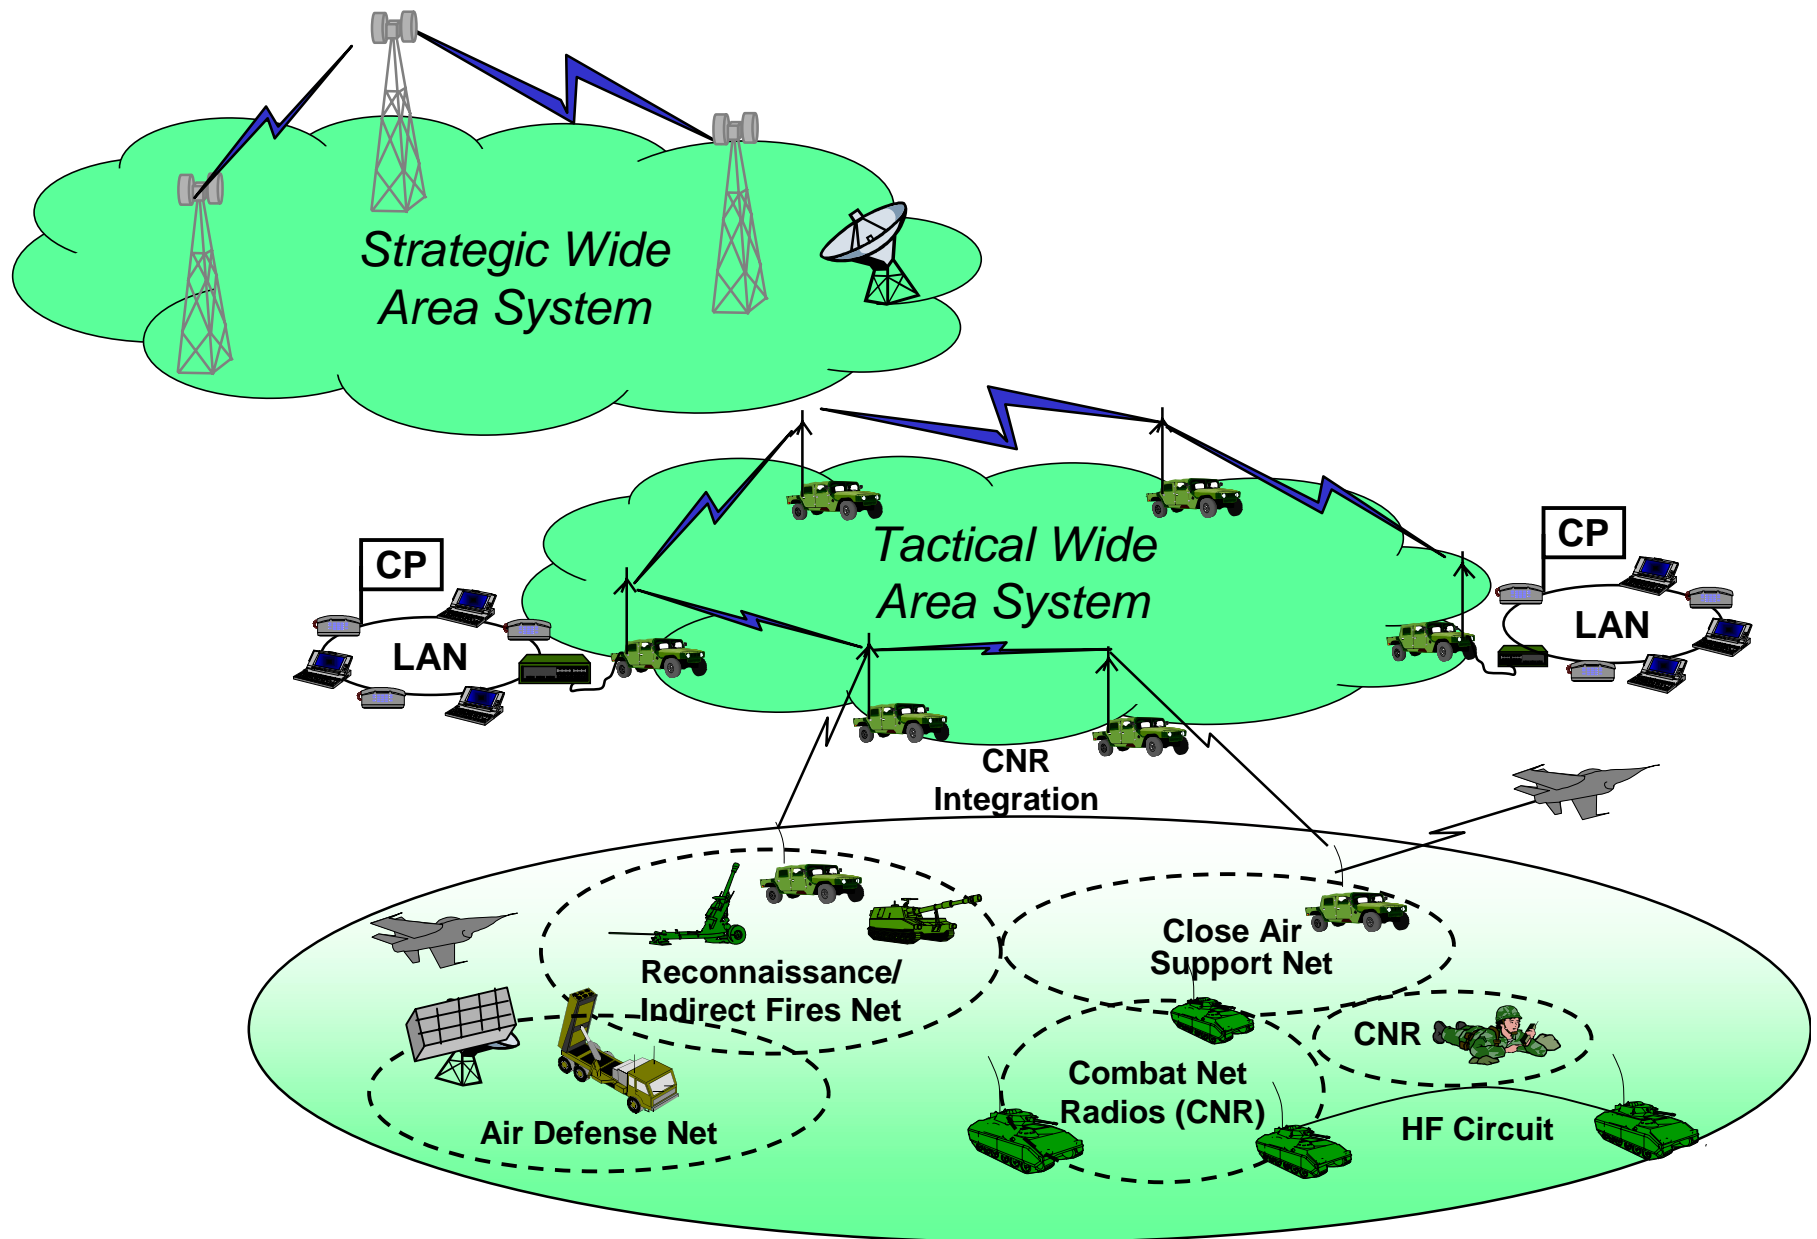 Strategic Wide
Area System
Tactical Wide
Area System
CP
LAN
CP
LAN
CNR
Integration
Reconnaissance/
Indirect Fires Net
Close Air
Support Net
CNR
Combat Net
Radios (CNR)
HF Circuit
Air Defense Net